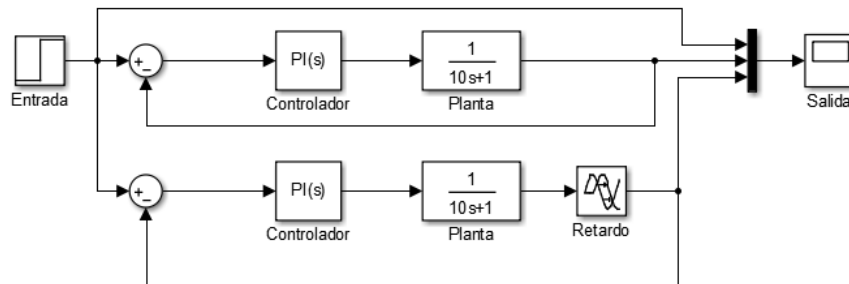 Entrada
+
−
PI(s)
Controlador
1
10s+1
Planta
Salida
+
−
PI(s)
Controlador
1
10s+1
Planta
Retardo